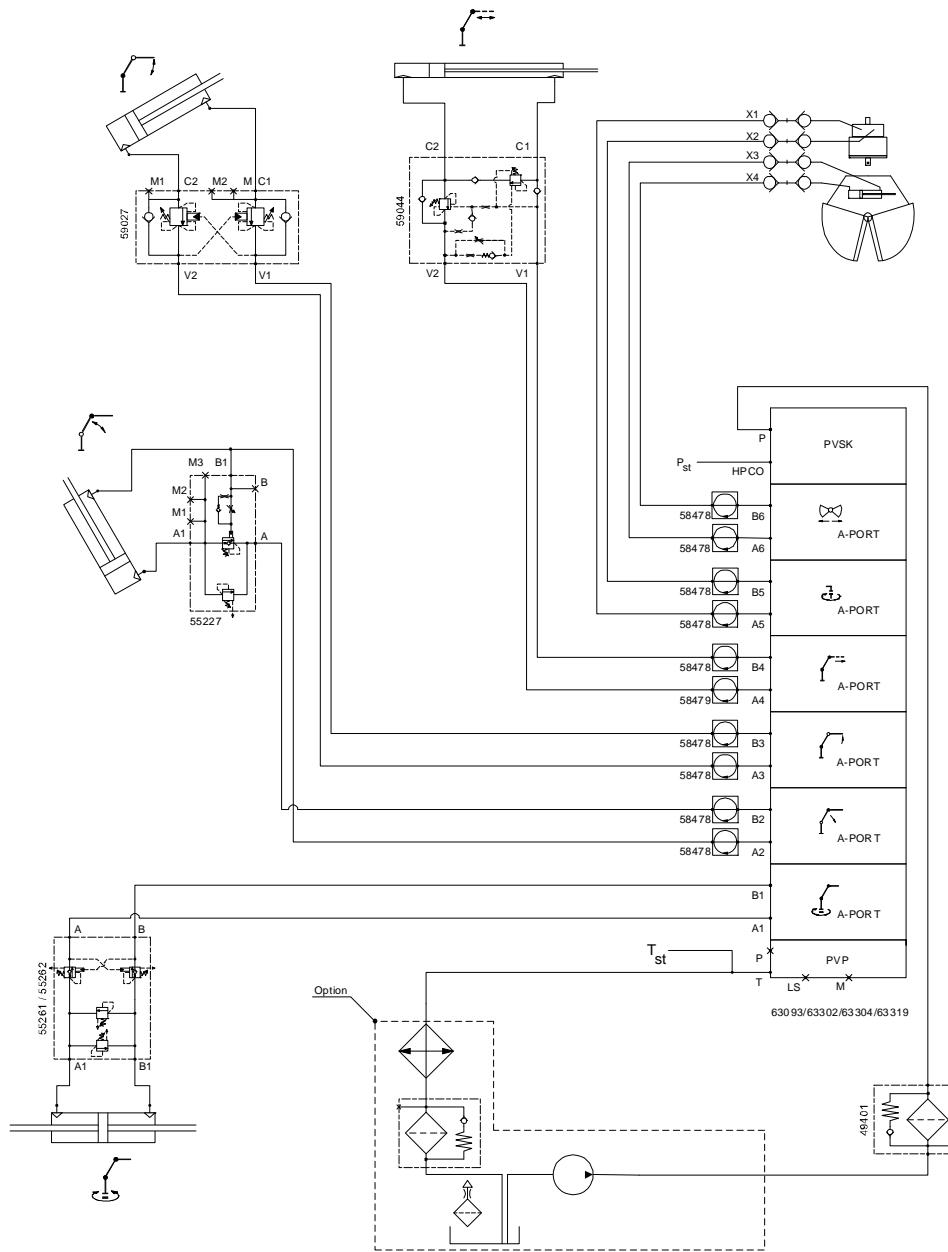 X1
X2
X3
X4
C2 C1
59044
V2 V1
M1 C2 M2 M C1
59027
V2 V1
P PVSK
Pst
HPCO
58478 B6
58478 A6
A-PORT
58478 B5
58478 A5
A-PORT
58478 B4
58479 A4
A-PORT
58478 B3
58478 A3
A-PORT
58478 B2
58478 A2
A-PORT
B1
A1
A-PORT
M3 B1
B
M2
M1
A1 A
55227
Tst
P
T
PVP
LS M
63093/63302/63304/63319
A B
55261 / 55262
A1 B1
Option
49401